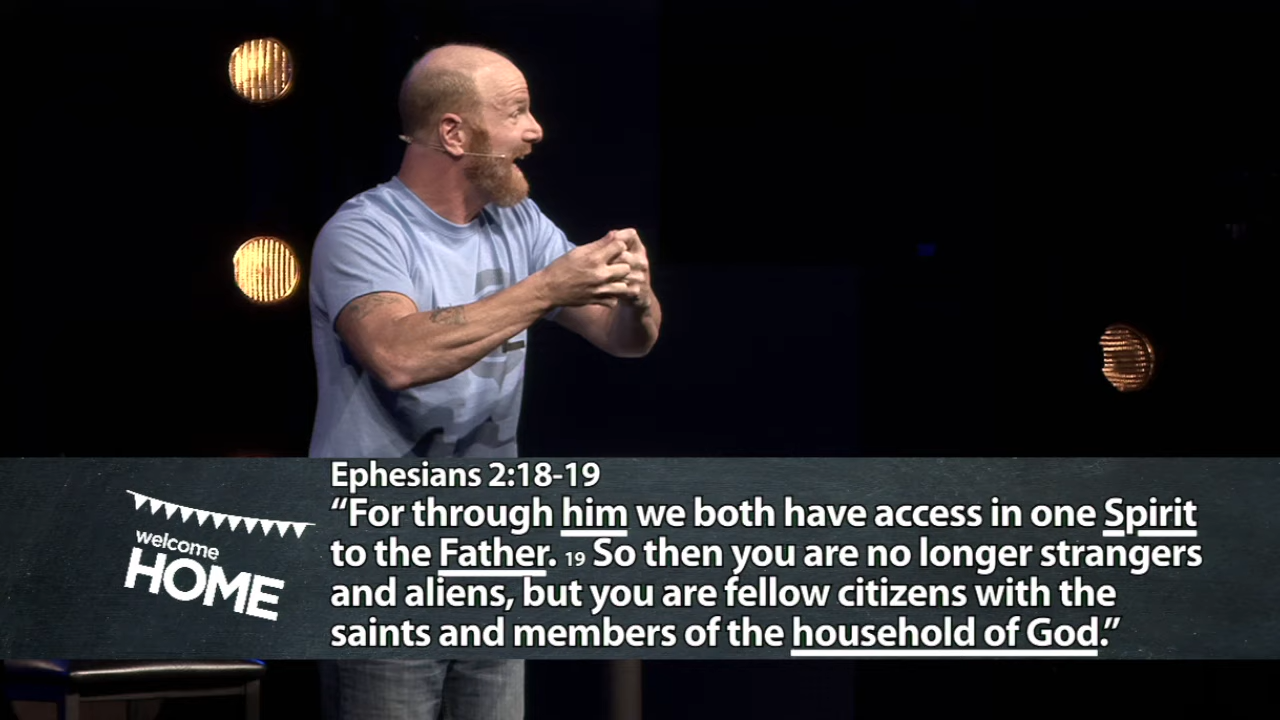 Ephesians 2:18-19
“For through him we both have access in one Spirit
to the Father. 19 So then you are no longer strangers
and aliens, but you are fellow citizens with the
saints and members of the household of God.”
welcome
HOME